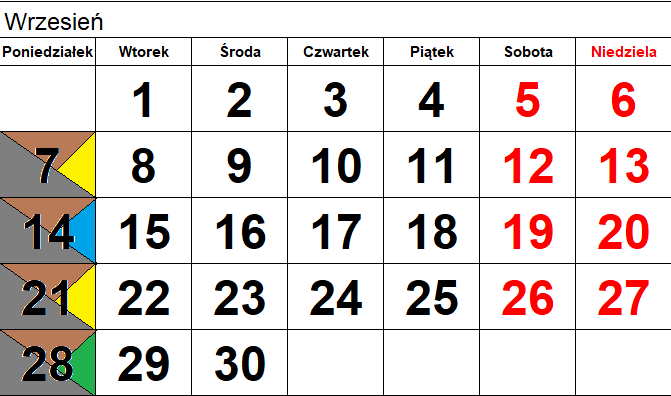 Wrzesień
Poniedziałek Wtorek Środa Czwartek Piątek Sobota Niedziela
1 2 3 4 5 6
7 8 9 10 11 12 13
14 15 16 17 18 19 20
21 22 23 24 25 26 27
28 29 30